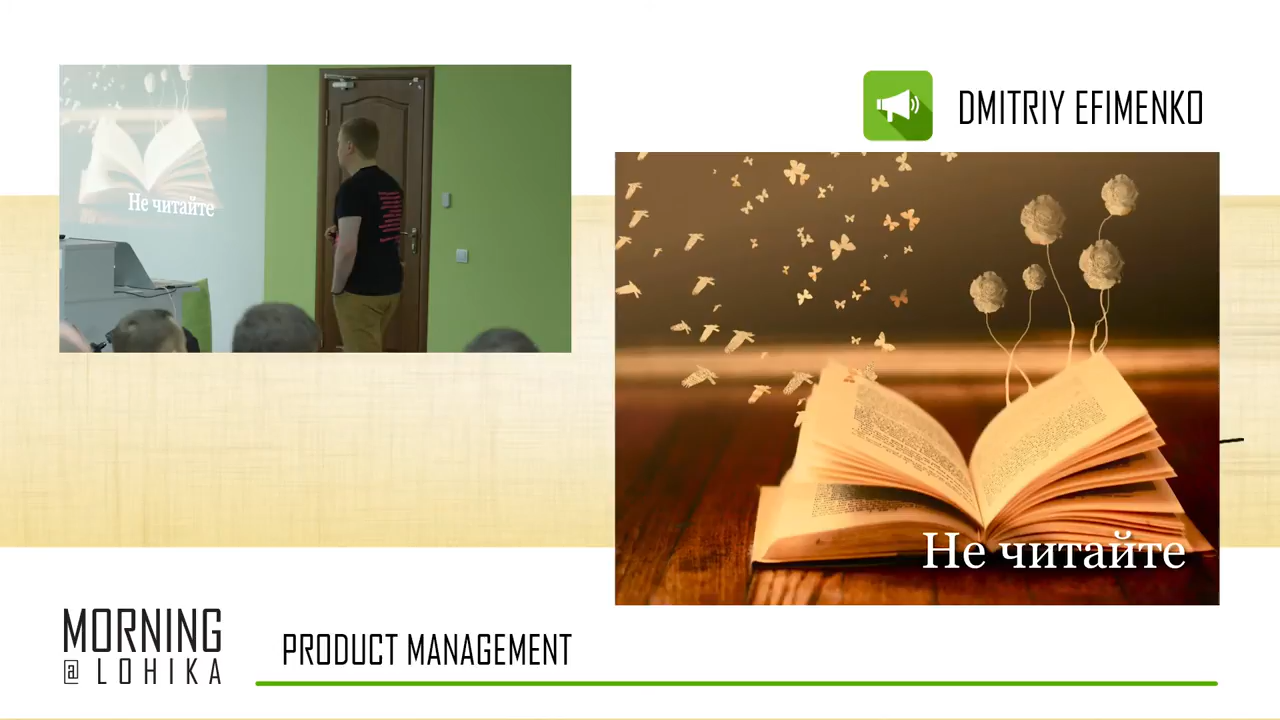 Не читайте
DMITRIY EFIMENKO
Не читайте
MORNING
@ LOHIKA
PRODUCT MANAGEMENT